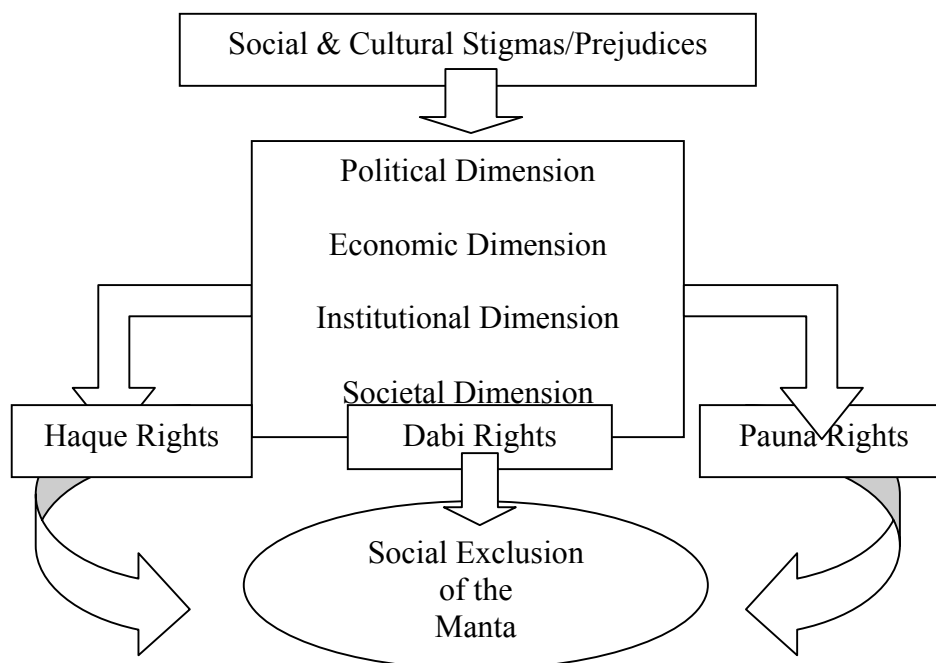 Social & Cultural Stigmas/Prejudices
Political Dimension
Economic Dimension
Institutional Dimension
Societal Dimension
Haque Rights
Dabi Rights
Pauna Rights
Social Exclusion
of the
Manta